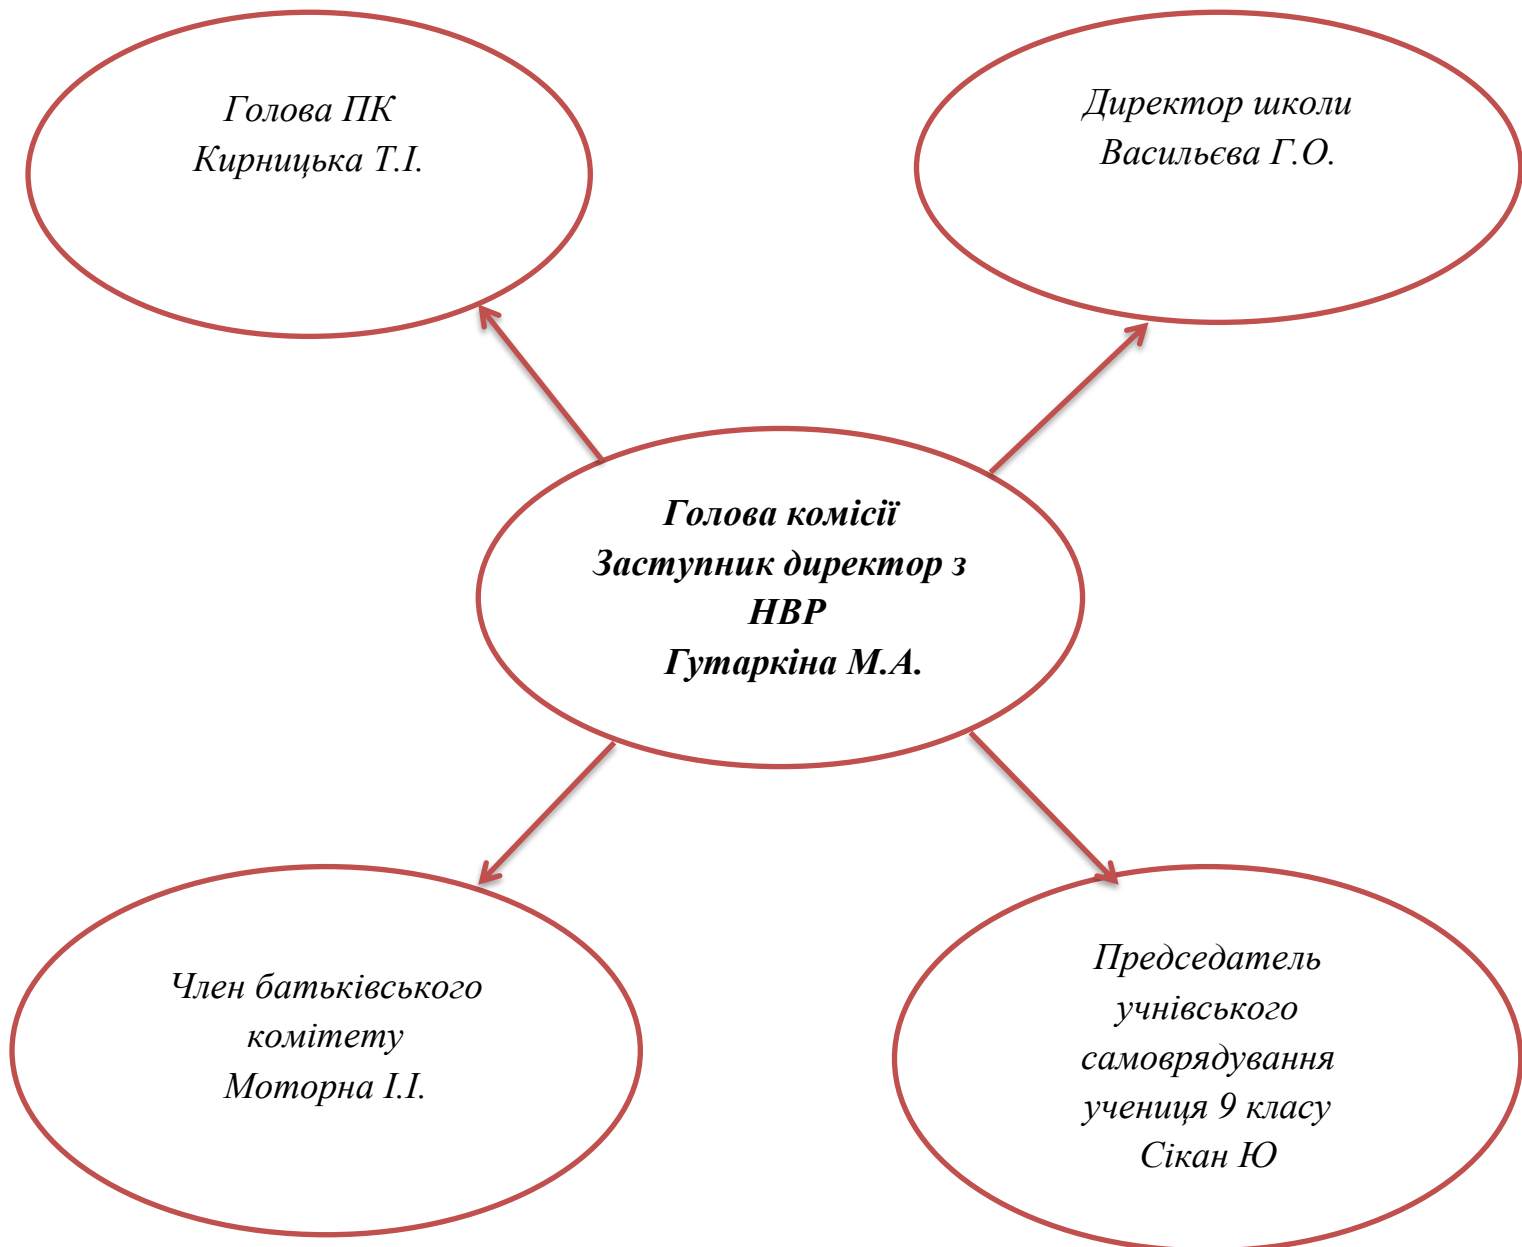 Голова ПК
Кирницька Т.І.
Директор школи
Васильєва Г.О.
Голова комісії
Заступник директор з
НВР
Гутаркіна М.А.
Член батьківського
комітету
Моторна І.І.
Председатель
учнівського
самоврядування
учениця 9 класу
Сікан Ю